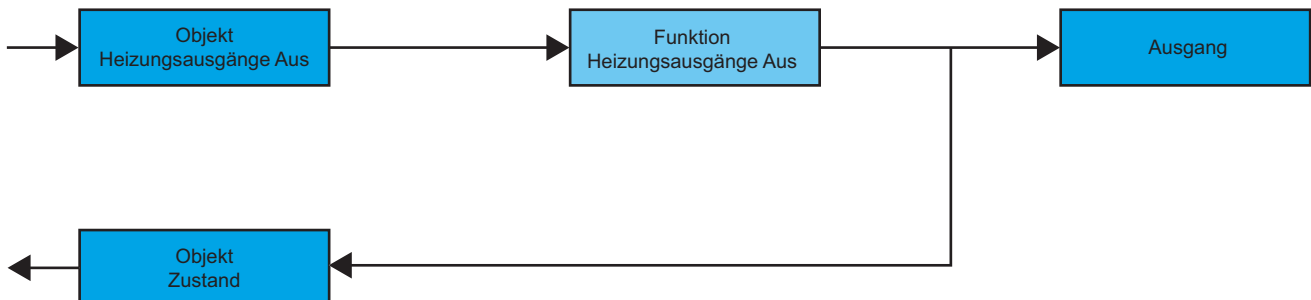 Objekt
Heizungsausgänge Aus
Funktion
Heizungsausgänge Aus
Ausgang
Objekt
Zustand